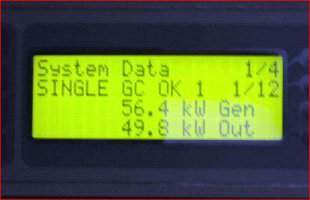 System Data 1/4
SINGLE GC OK 1 1/12
56.4 kW Gen
49.8 kW Out